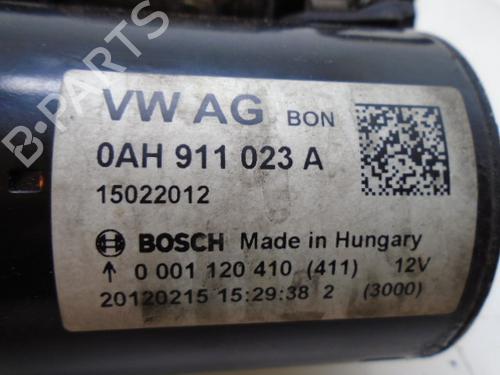 VW AG BON
0AH 911 023 A
15022012
BOSCH Made in Hungary
↑ 0 001 120 410 (411) 12V
20120215 15:29:38 2 (3000)
B-PARTS